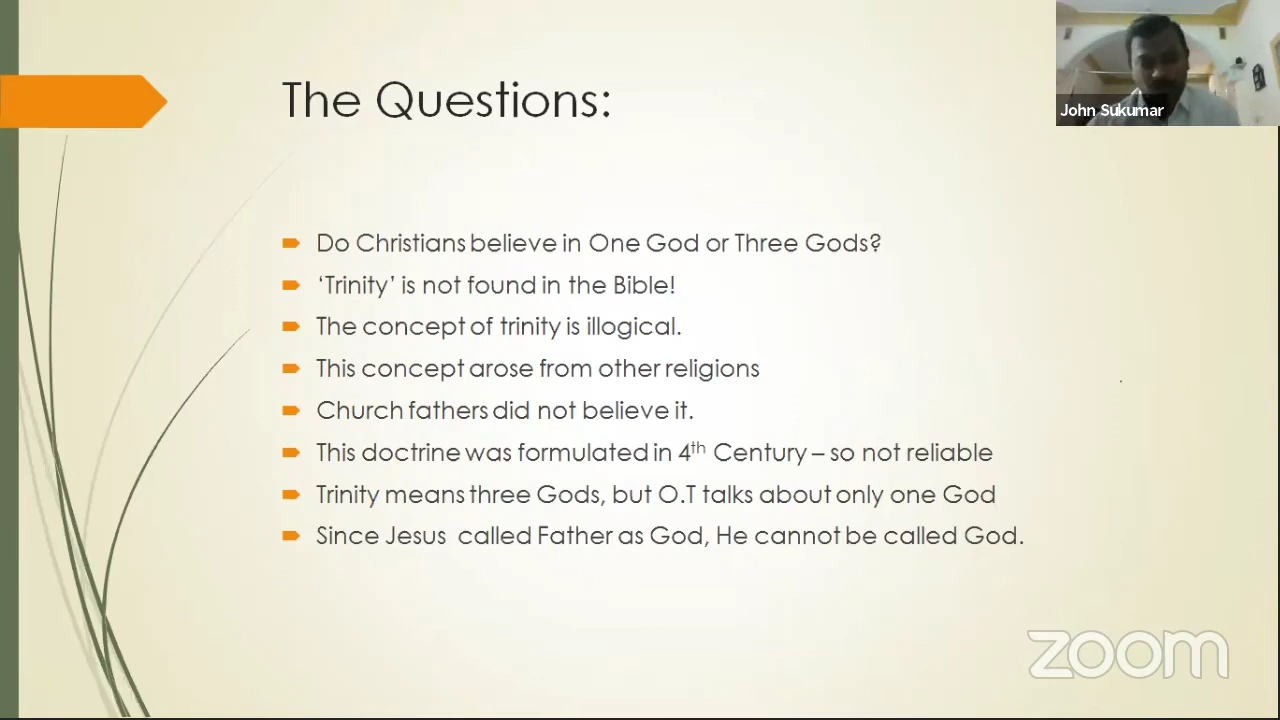 The Questions:
John Sukumar
Do Christians believe in One God or Three Gods?
‘Trinity’ is not found in the Bible!
The concept of trinity is illogical.
This concept arose from other religions
Church fathers did not believe it.
This doctrine was formulated in 4th Century – so not reliable
Trinity means three Gods, but O.T talks about only one God
Since Jesus  called Father as God, He cannot be called God.
zoom